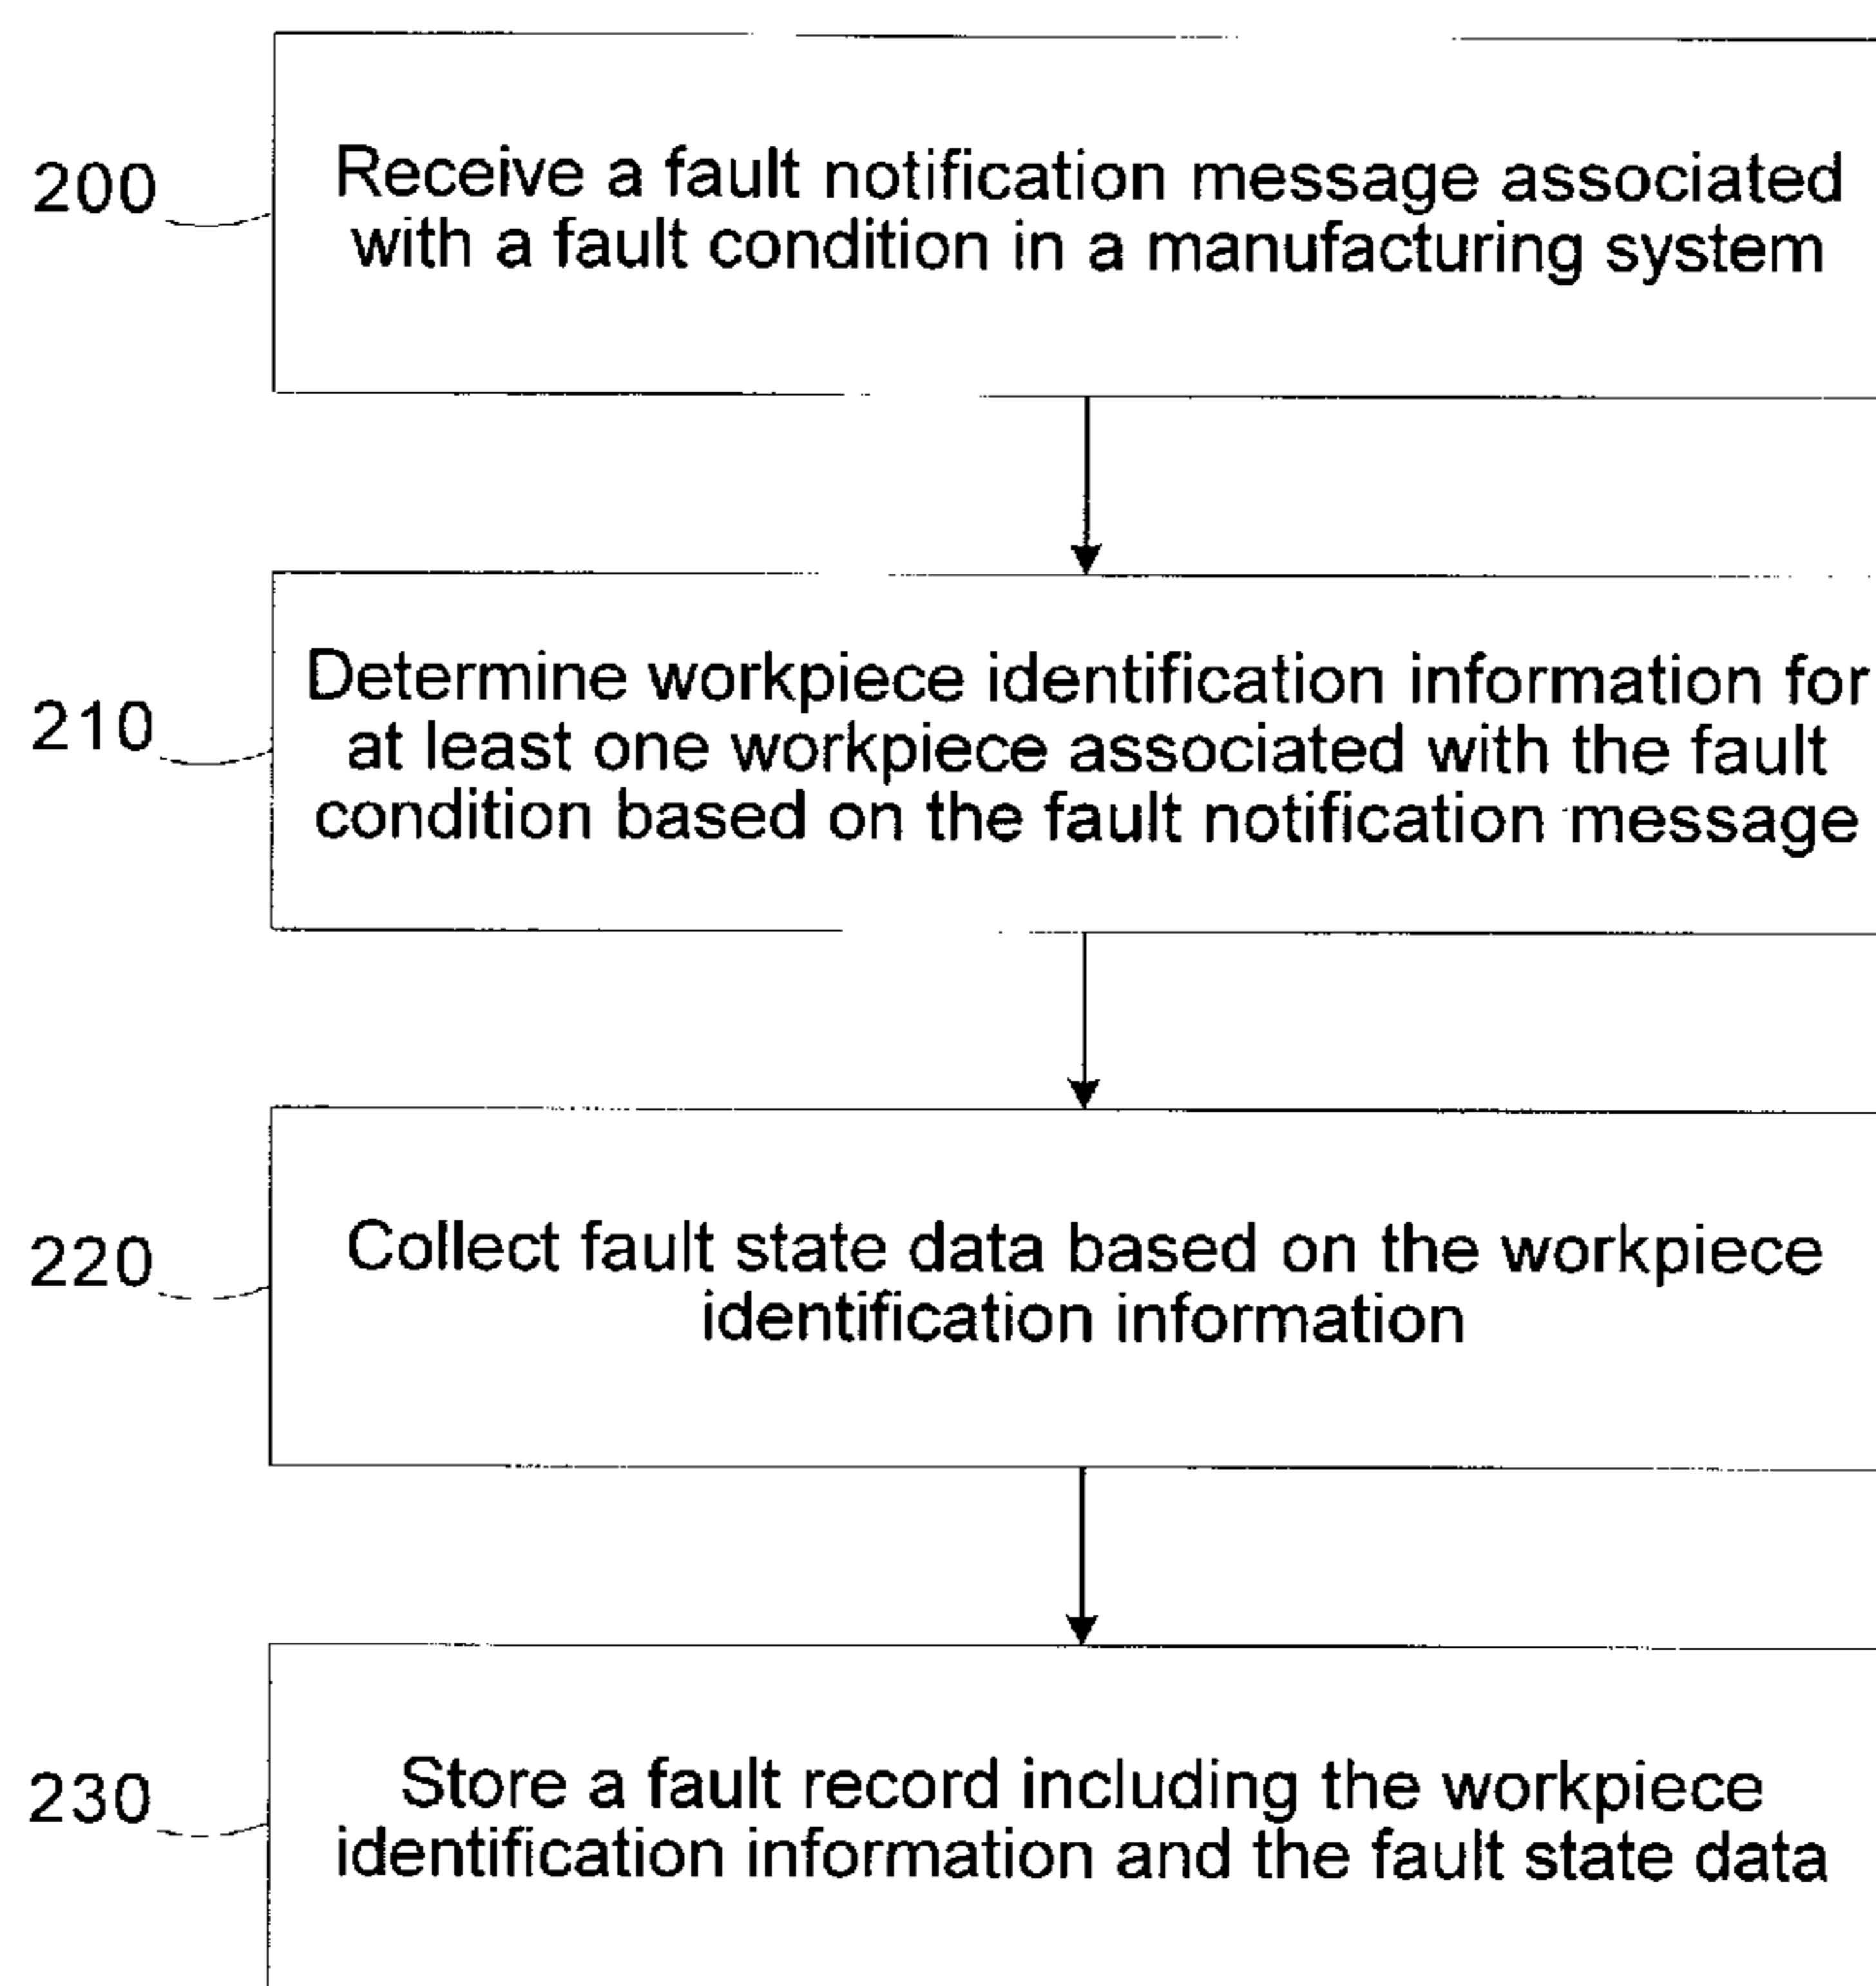 200
Receive a fault notification message associated
with a fault condition in a manufacturing system
210
Determine workpiece identification information for
at least one workpiece associated with the fault
condition based on the fault notification message
220
Collect fault state data based on the workpiece
identification information
230
Store a fault record including the workpiece
identification information and the fault state data